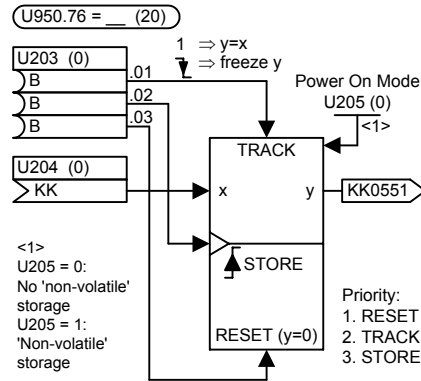 U950.76 = __ (20)
U203 (0)
B .01
B .02
B .03
1 ⇒ y=x
⇒ freeze y
Power On Mode
U205 (0)
<1>
TRACK
U204 (0)
KK
x y
KK0551
STORE
RESET (y=0)
<1>
U205 = 0:
No 'non-volatile'
storage
U205 = 1:
'Non-volatile'
storage
Priority:
1. RESET
2. TRACK
3. STORE